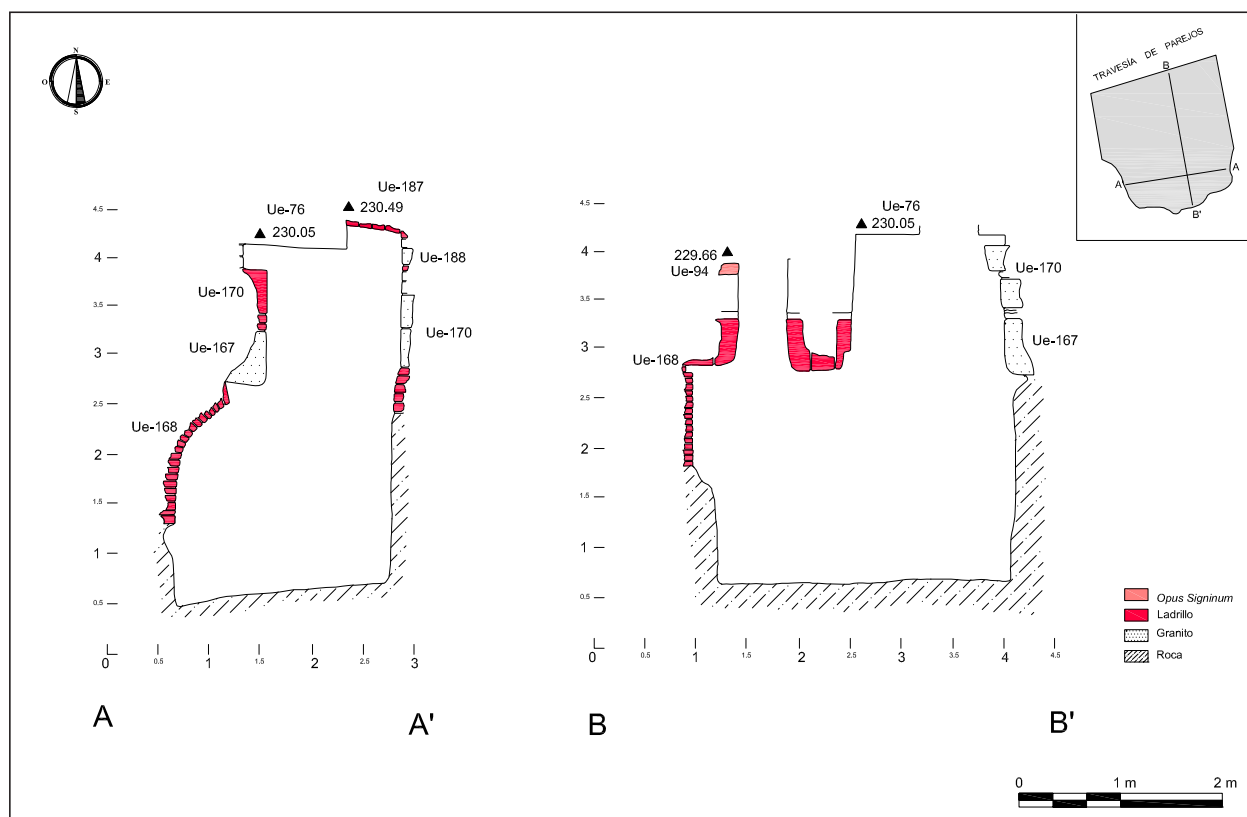 N
O E
S
TRAVESÍA DE PAREJOS
B
A A
B'
Ue-187
4.5 Ue-76 230.49
230.05
4 Ue-188
Ue-170
3.5
Ue-170
Ue-167
3
2.5
Ue-168
2
1.5
1
0.5
0 0.5 1 1.5 2 2.5 3
A A'
4.5 Ue-76
230.05
4 229.66
Ue-94 Ue-170
3.5
Ue-167
3 Ue-168
2.5
2
1.5
1
0.5
0 0.5 1 1.5 2 2.5 3 3.5 4 4.5
B B'
Opus Signinum
Ladrillo
Granito
Roca
0 1 m 2 m